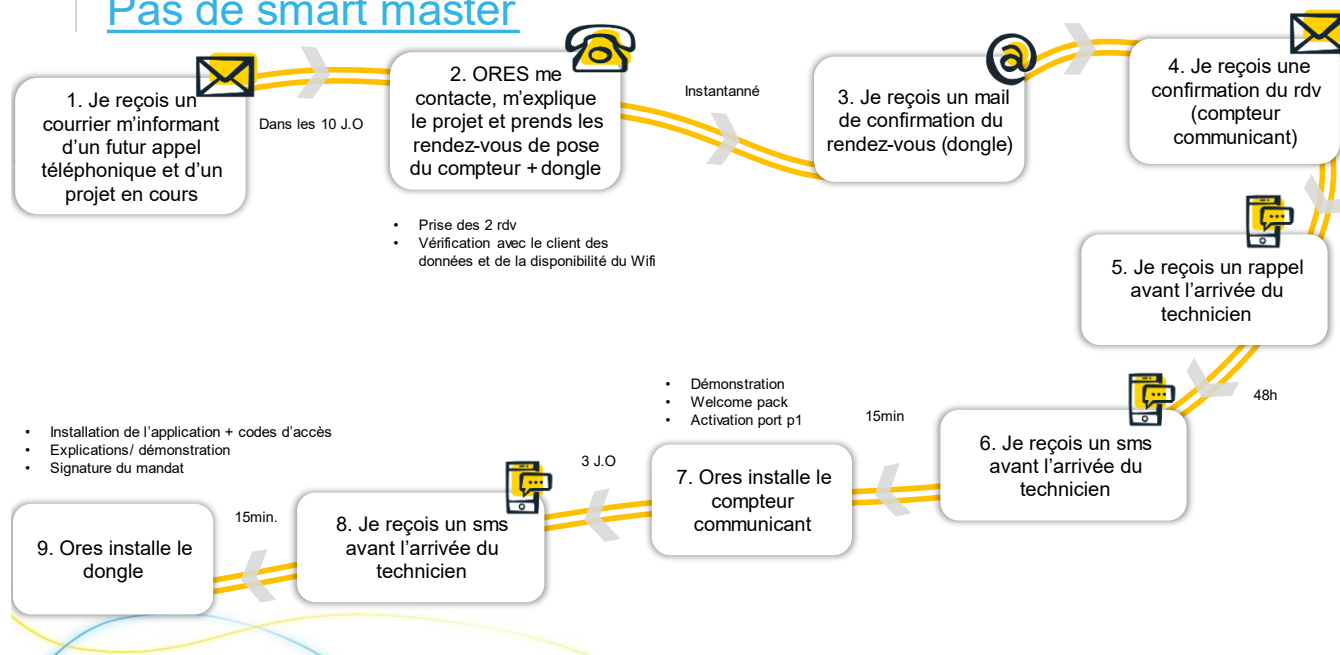 Pas de smart master
1. Je reçois un
courrier m'informant
d'un futur appel
téléphonique et d'un
projet en cours
Dans les 10 J.O
2. ORES me
contacte, m'explique
le projet et prends les
rendez-vous de pose
du compteur + dongle
• Prise des 2 rdv
• Vérification avec le client des
données et de la disponibilité du Wifi
Instantanné
3. Je reçois un mail
de confirmation du
rendez-vous (dongle)
@
4. Je reçois une
confirmation du rdv
(compteur
communicant)
5. Je reçois un rappel
avant l'arrivée du
technicien
48h
6. Je reçois un sms
avant l'arrivée du
technicien
15min
• Démonstration
• Welcome pack
• Activation port p1
7. Ores installe le
compteur
communicant
3 J.O
8. Je reçois un sms
avant l'arrivée du
technicien
15min.
• Installation de l'application + codes d'accès
• Explications/ démonstration
• Signature du mandat
9. Ores installe le
dongle